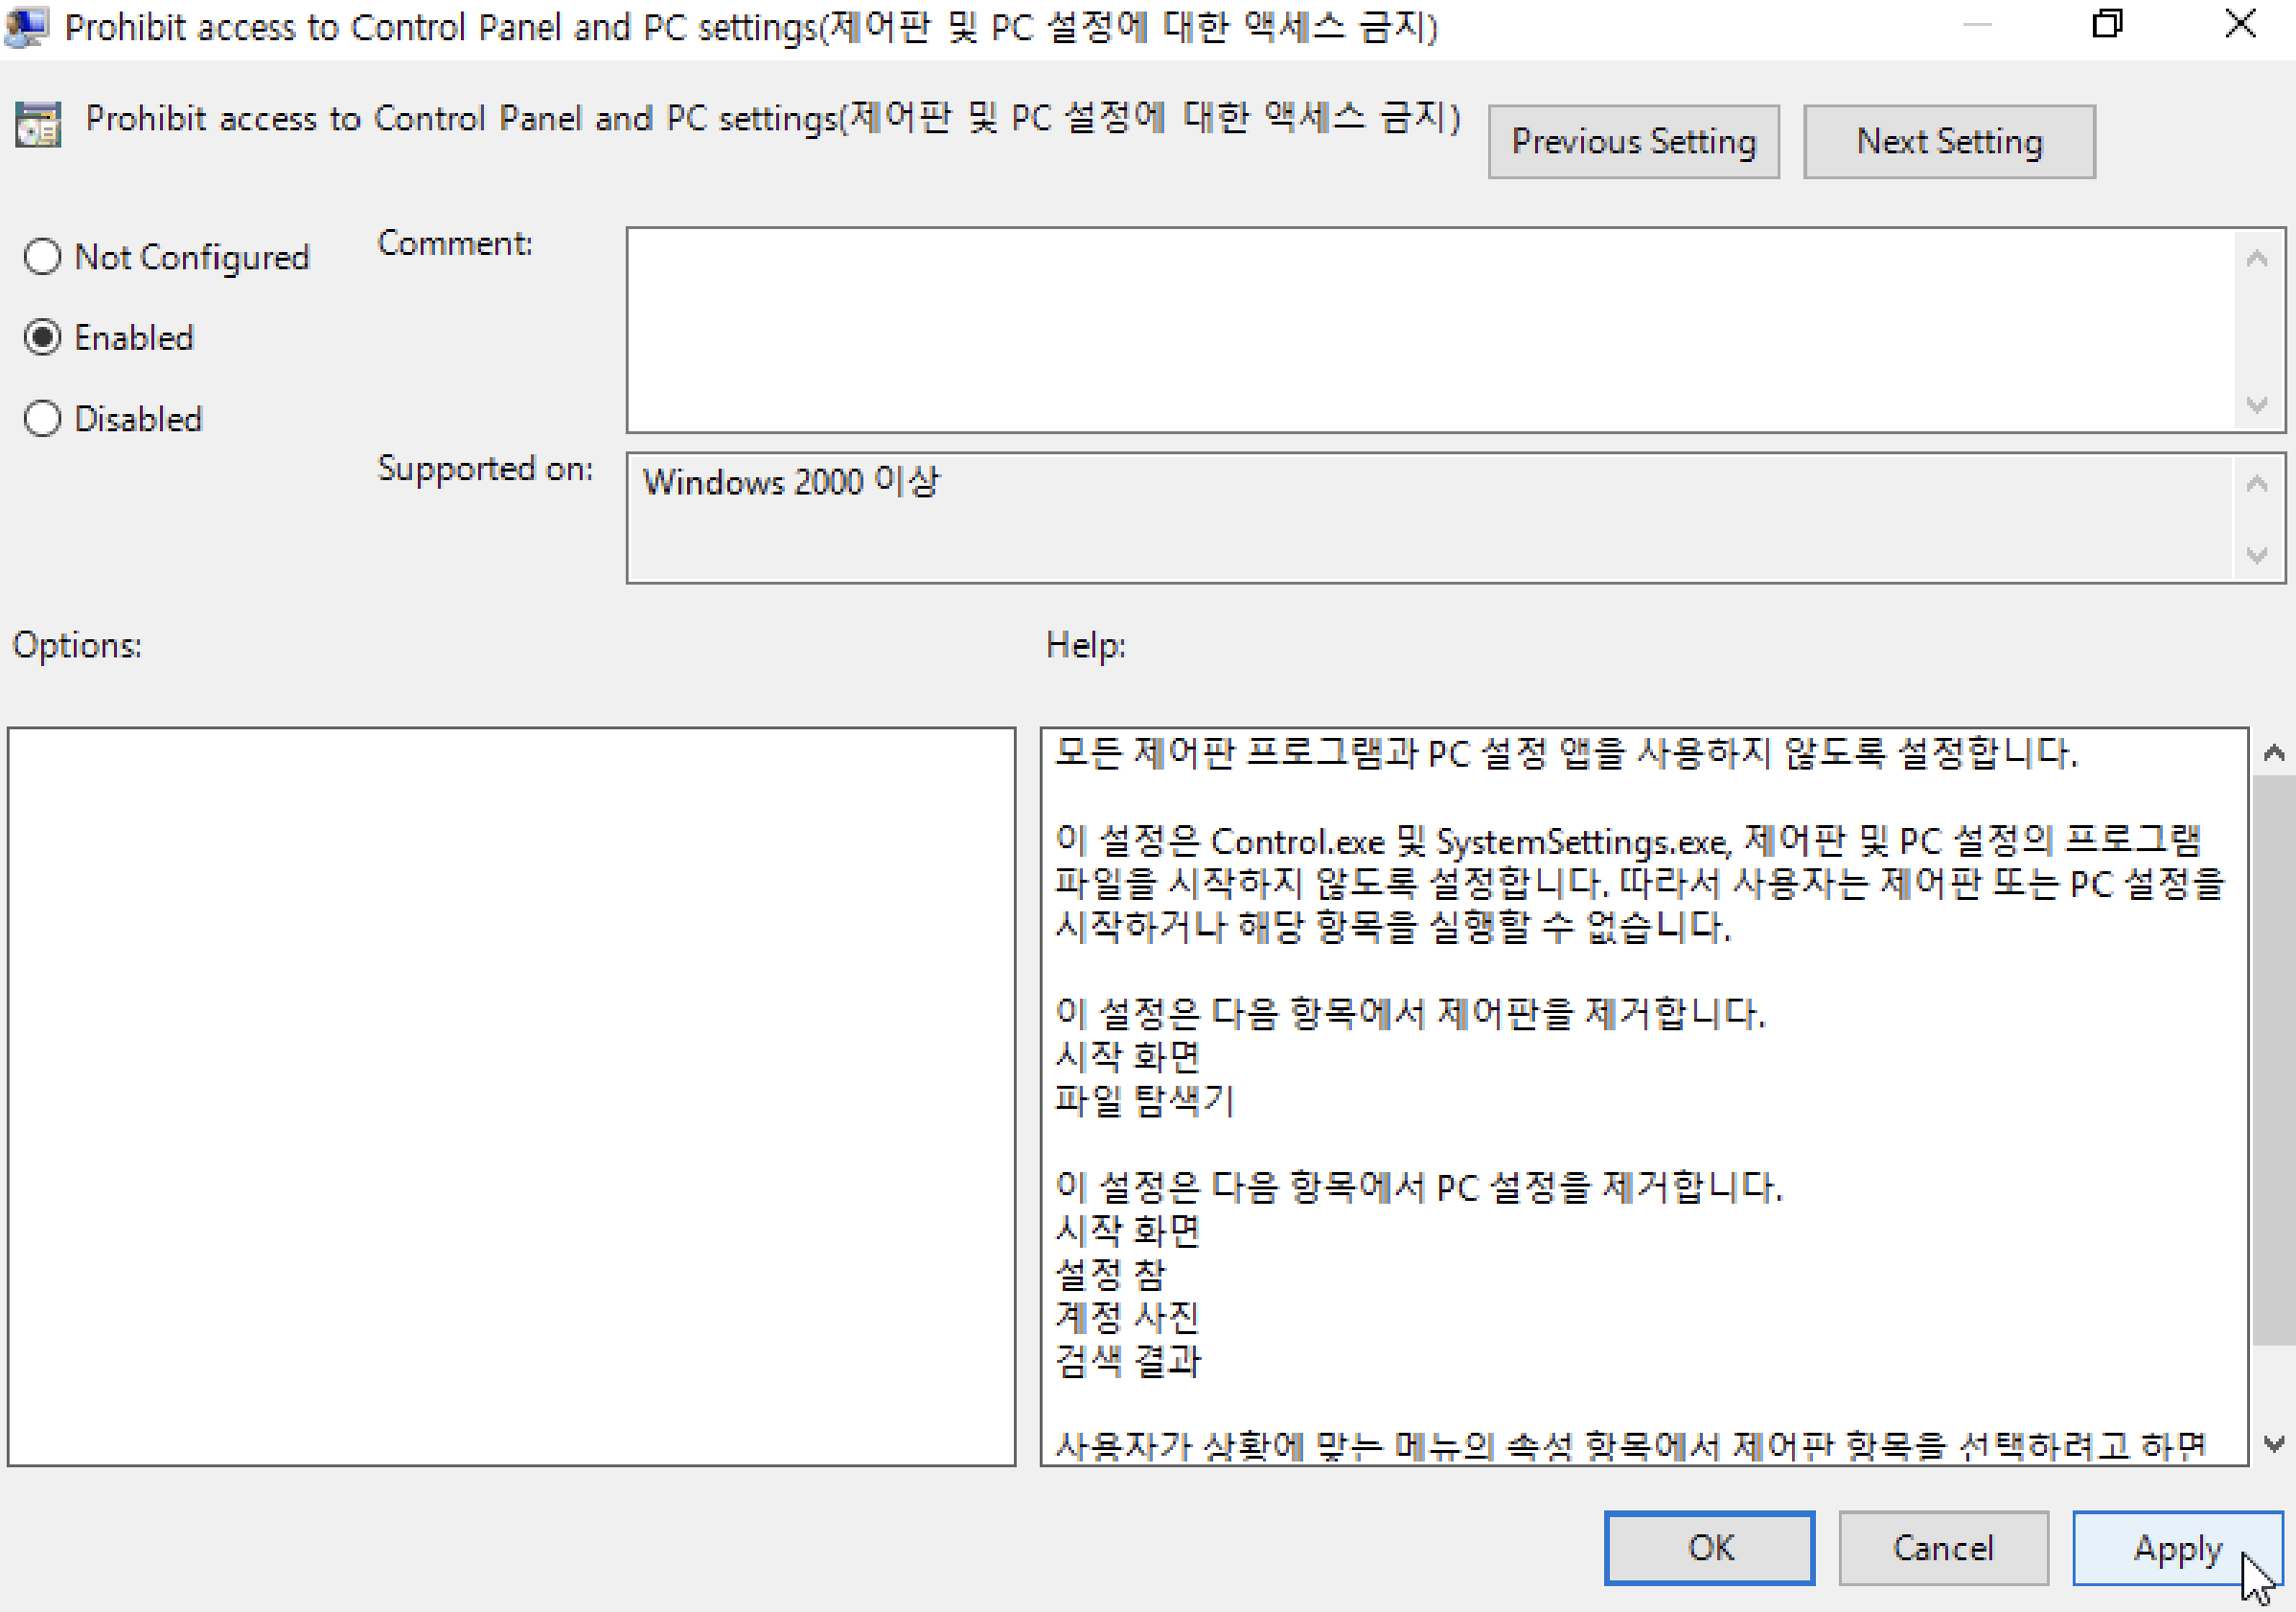 Prohibit access to Control Panel and PC settings(제어판 및 PC 설정에 대한 액세스 금지)
Prohibit access to Control Panel and PC settings(제어판 및 PC 설정에 대한 액세스 금지)
Previous Setting
Next Setting
Not Configured
Enabled
Disabled
Comment:
Supported on:
Windows 2000 이상
Options:
Help:
모든 제어판 프로그램과 PC 설정 앱을 사용하지 않도록 설정합니다.
이 설정은 Control.exe 및 SystemSettings.exe, 제어판 및 PC 설정의 프로그램
파일을 시작하지 않도록 설정합니다. 따라서 사용자는 제어판 또는 PC 설정을
시작하거나 해당 항목을 실행할 수 없습니다.
이 설정은 다음 항목에서 제어판을 제거합니다.
시작 화면
파일 탐색기
이 설정은 다음 항목에서 PC 설정을 제거합니다.
시작 화면
설정 참
계정 사진
검색 결과
사용자가 상황에 맞는 메뉴의 속성 항목에서 제어판 항목을 선택하려고 하면
OK
Cancel
Apply